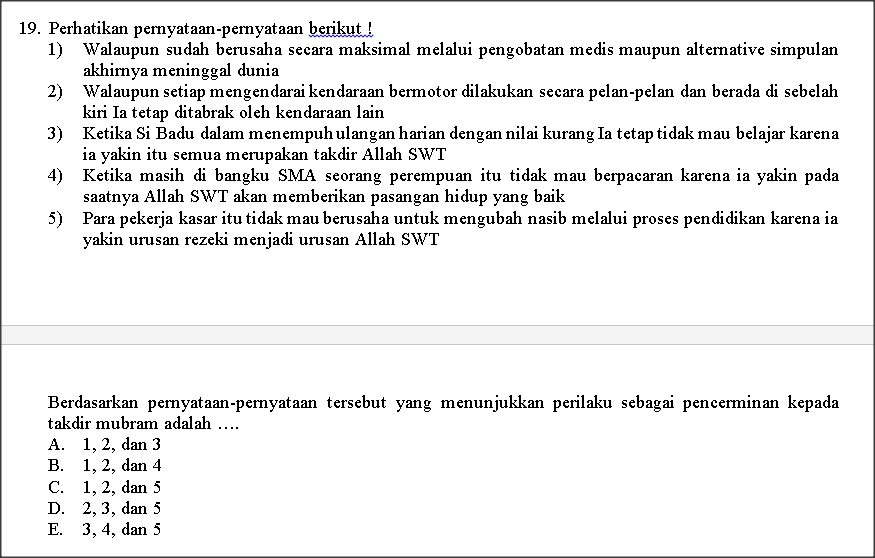 19. Perhatikan pernyataan-pernyataan berikut !
1) Walaupun sudah berusaha secara maksimal melalui pengobatan medis maupun alternative simpulan
akhirnya meninggal dunia
2) Walaupun setiap mengendarai kendaraan bermotor dilakukan secara pelan-pelan dan berada di sebelah
kiri Ia tetap ditabrak oleh kendaraan lain
3) Ketika Si Badu dalam menempuh ulangan harian dengan nilai kurang Ia tetap tidak mau belajar karena
ia yakin itu semua merupakan takdir Allah SWT
4) Ketika masih di bangku SMA seorang perempuan itu tidak mau berpacaran karena ia yakin pada
saatnya Allah SWT akan memberikan pasangan hidup yang baik
5) Para pekerja kasar itu tidak mau berusaha untuk mengubah nasib melalui proses pendidikan karena ia
yakin urusan rezeki menjadi urusan Allah SWT
Berdasarkan pernyataan-pernyataan tersebut yang menunjukkan perilaku sebagai pencerminan kepada
takdir mubram adalah ....
A. 1, 2, dan 3
B. 1, 2, dan 4
C. 1, 2, dan 5
D. 2, 3, dan 5
E. 3, 4, dan 5